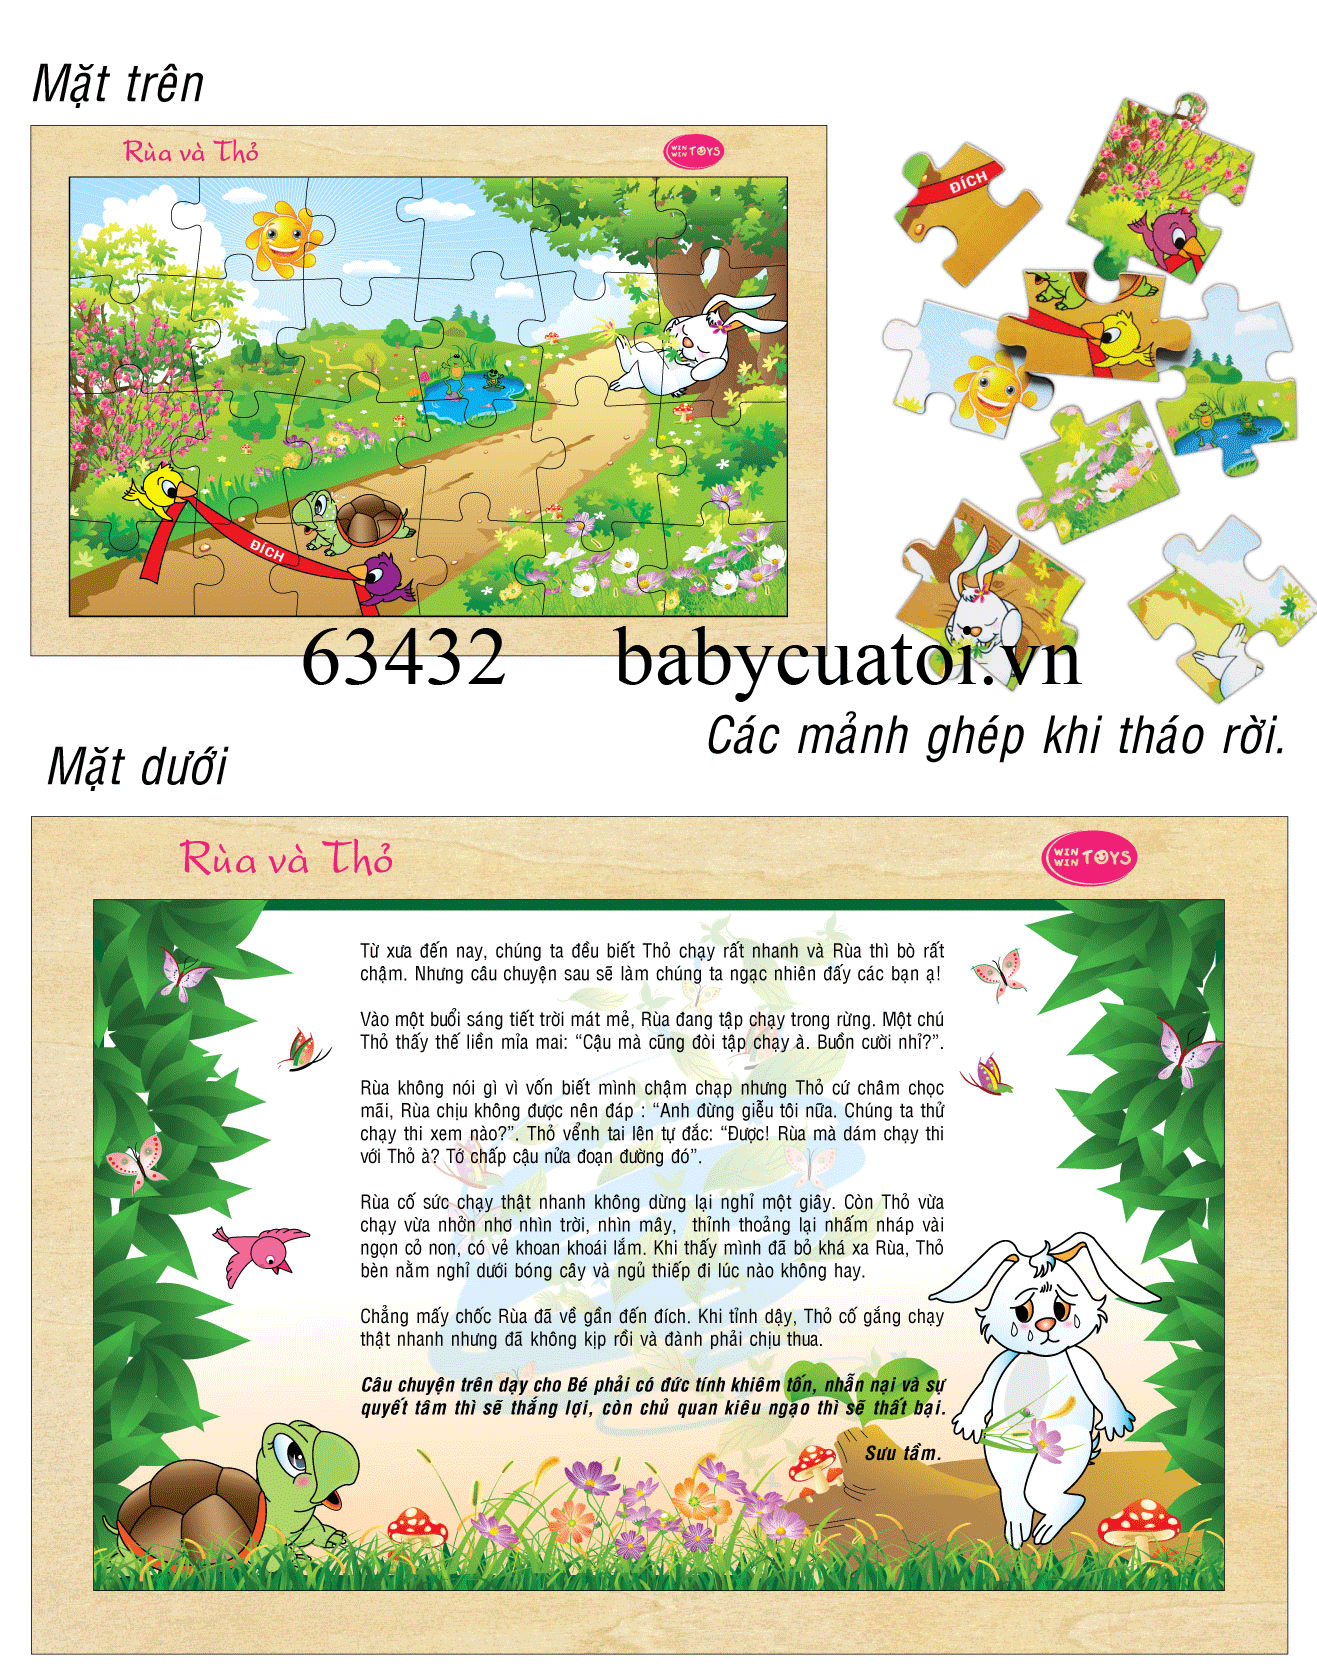 Mặt trên
Rùa và Thỏ
WIN WIN TOYS
ĐÍCH
ĐÍCH
63432 babycuatoi.vn
Các mảnh ghép khi tháo rời.
Mặt dưới
Rùa và Thỏ
WIN WIN TOYS
Từ xưa đến nay, chúng ta đều biết Thỏ chạy rất nhanh và Rùa thì bò rất
chậm. Nhưng câu chuyện sau sẽ làm chúng ta ngạc nhiên đấy các bạn ạ!
Vào một buổi sáng tiết trời mát mẻ, Rùa đang tập chạy trong rừng. Một chú
Thỏ thấy thế liền mỉa mai: “Cậu mà cũng đòi tập chạy à. Buồn cười nhỉ?”.
Rùa không nói gì vì vốn biết mình chậm chạp nhưng Thỏ cứ châm chọc
mãi, Rùa chịu không được nên đáp : “Anh đừng giễu tôi nữa. Chúng ta thử
chạy thi xem nào?”. Thỏ vểnh tai lên tự đắc: “Được! Rùa mà dám chạy thi
với Thỏ à? Tớ chấp cậu nửa đoạn đường đó”.
Rùa cố sức chạy thật nhanh không dừng lại nghỉ một giây. Còn Thỏ vừa
chạy vừa nhởn nhơ nhìn trời, nhìn mây, thỉnh thoảng lại nhấm nháp vài
ngọn cỏ non, có vẻ khoan khoái lắm. Khi thấy mình đã bỏ khá xa Rùa, Thỏ
bèn nằm nghỉ dưới bóng cây và ngủ thiếp đi lúc nào không hay.
Chẳng mấy chốc Rùa đã về gần đến đích. Khi tỉnh dậy, Thỏ cố gắng chạy
thật nhanh nhưng đã không kịp rồi và đành phải chịu thua.
Câu chuyện trên dạy cho Bé phải có đức tính khiêm tốn, nhẫn nại và sự
quyết tâm thì sẽ thắng lợi, còn chủ quan kiêu ngạo thì sẽ thất bại.
Sưu tầm.